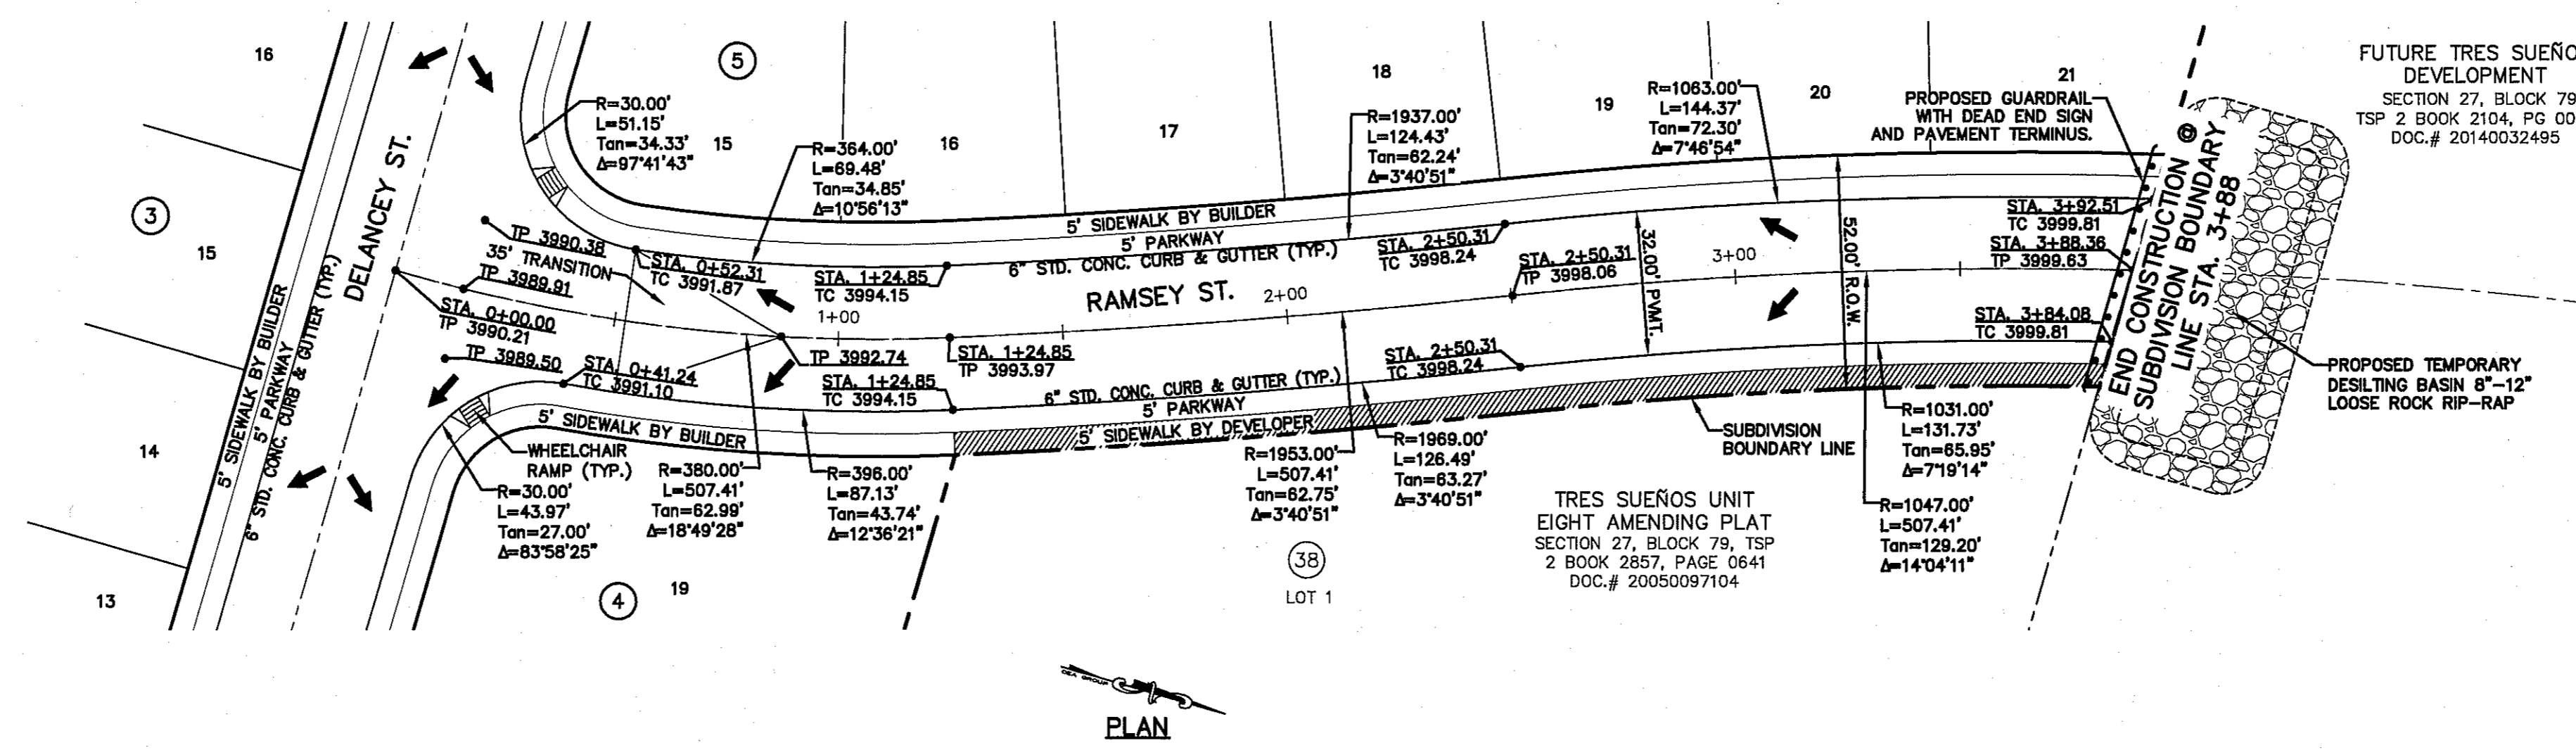 16
5
18
21
FUTURE TRES SUEÑO
DEVELOPMENT
SECTION 27, BLOCK 79
TSP 2 BOOK 2104, PG 00
DOC.# 20140032495
R=30.00'
L=51.15'
Tan=34.33'
Δ=97°41'43"
15
R=364.00'
L=69.48'
Tan=34.85'
Δ=10°56'13"
16
17
R=1937.00'
L=124.43'
Tan=62.24'
Δ=3°40'51"
19
R=1063.00'
L=144.37'
Tan=72.30'
Δ=7°46'54"
20
PROPOSED GUARDRAIL
WITH DEAD END SIGN
AND PAVEMENT TERMINUS.
3
15
DELANCEY ST.
5' SIDEWALK BY BUILDER
5' PARKWAY
6" STD. CONC. CURB & GUTTER (TYP.)
TP 3990.38
35' TRANSITION
TP 3989.91
STA. 0+00.00
TP 3990.21
TP 3989.50
STA. 0+52.31
TC 3991.87
STA. 0+41.24
TC 3991.10
5' SIDEWALK BY BUILDER
5' PARKWAY
6" STD. CONC. CURB & GUTTER (TYP.)
STA. 1+24.85
TC 3994.15
1+00
RAMSEY ST.
2+00
TP 3992.74
STA. 1+24.85
TP 3993.97
STA. 1+24.85
TC 3994.15
STA. 2+50.31
TC 3998.24
STA. 2+50.31
TP 3998.06
STA. 2+50.31
TC 3998.24
32.00' PVMT.
3+00
52.00' R.O.W.
STA. 3+92.51
TC 3999.81
STA. 3+88.36
TP 3999.63
STA. 3+84.08
TC 3999.81
END CONSTRUCTION @
SUBDIVISION BOUNDARY
LINE STA. 3+88
PROPOSED TEMPORARY
DESILTING BASIN 8"-12"
LOOSE ROCK RIP-RAP
6" STD. CONC. CURB & GUTTER (TYP.)
5' PARKWAY
5' SIDEWALK BY DEVELOPER
5' SIDEWALK BY BUILDER
WHEELCHAIR
RAMP (TYP.)
R=30.00'
L=43.97'
Tan=27.00'
Δ=83°58'25"
R=380.00'
L=507.41'
Tan=62.99'
Δ=18°49'28"
R=396.00'
L=87.13'
Tan=43.74'
Δ=12°36'21"
R=1953.00'
L=507.41'
Tan=62.75'
Δ=3°40'51"
R=1969.00'
L=126.49'
Tan=63.27'
Δ=3°40'51"
SUBDIVISION
BOUNDARY LINE
R=1031.00'
L=131.73'
Tan=65.95'
Δ=7°19'14"
R=1047.00'
L=507.41'
Tan=129.20'
Δ=14°04'11"
TRES SUEÑOS UNIT
EIGHT AMENDING PLAT
SECTION 27, BLOCK 79, TSP
2 BOOK 2857, PAGE 0641
DOC.# 20050097104
14
13
4
19
38
LOT 1
CEA GROUP
PLAN